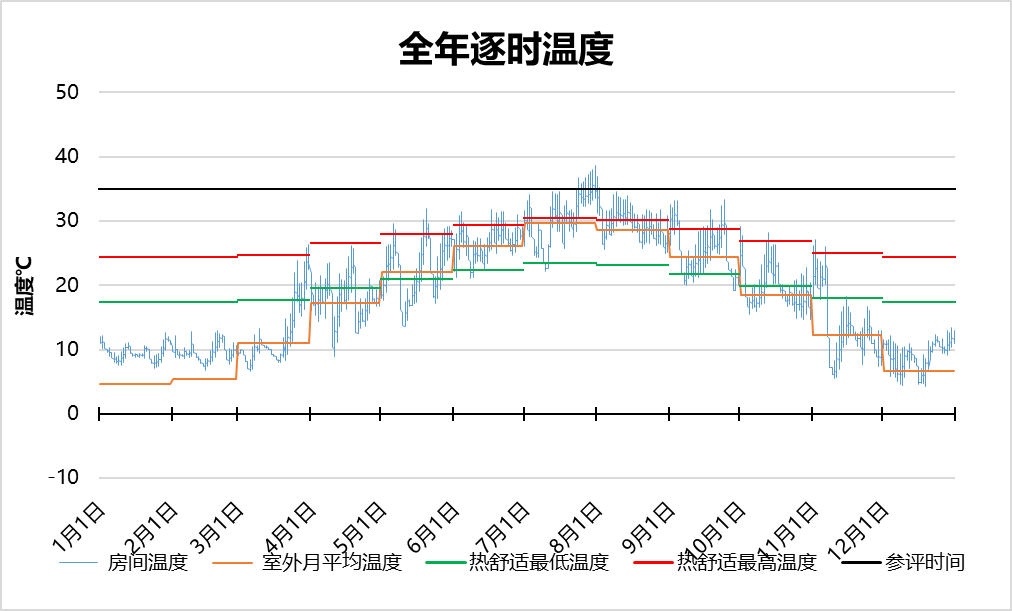 全年逐时温度
50
40
30
20
10
0
-10
温度℃
1月1日
2月1日
3月1日
4月1日
5月1日
6月1日
7月1日
8月1日
9月1日
10月1日
11月1日
12月1日
房间温度 室外月平均温度 热舒适最低温度 热舒适最高温度 参评时间